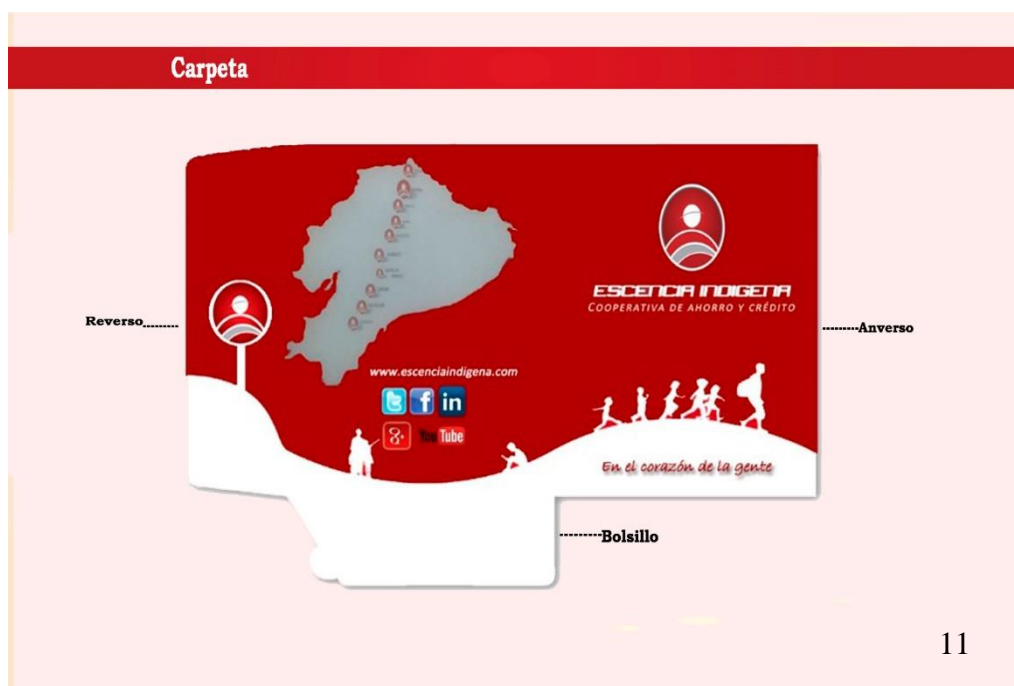 Carpeta
ESCENCIA INDIGENA
COOPERATIVA DE AHORRO Y CRÉDITO
Reverso
Anverso
www.escenciaindigena.com
f in
8+ You Tube
En el corazón de la gente
Bolsillo
11